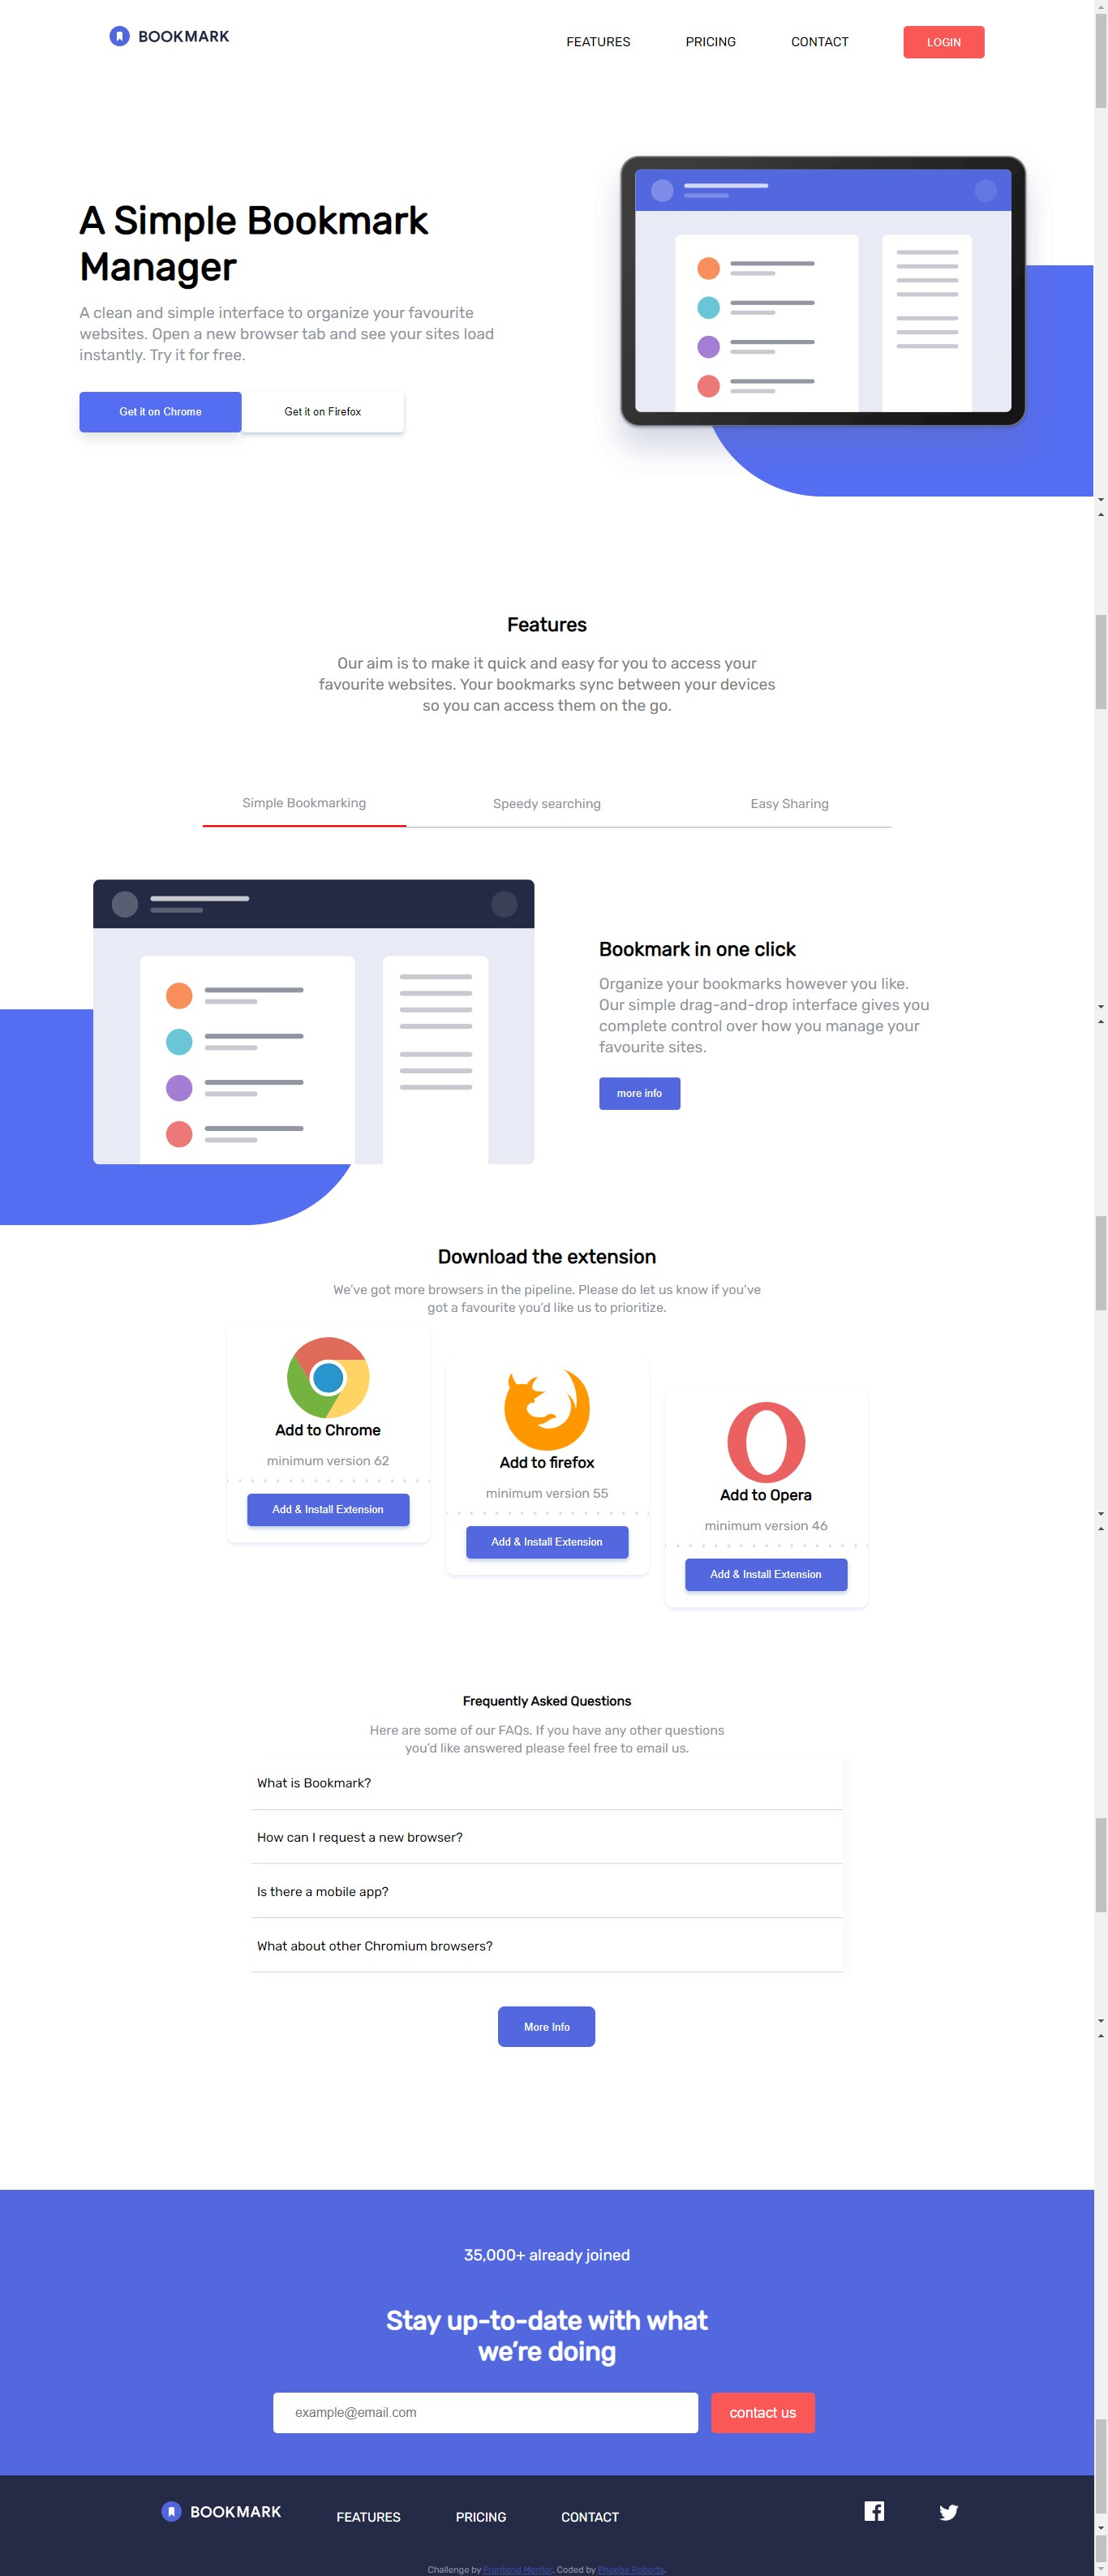 BOOKMARK
FEATURES
PRICING
CONTACT
LOGIN
A Simple Bookmark
Manager
A clean and simple interface to organize your favourite
websites. Open a new browser tab and see your sites load
instantly. Try it for free.
Get it on Chrome
Get it on Firefox
Features
Our aim is to make it quick and easy for you to access your
favourite websites. Your bookmarks sync between your devices
so you can access them on the go.
Simple Bookmarking
Speedy searching
Easy Sharing
Bookmark in one click
Organize your bookmarks however you like.
Our simple drag-and-drop interface gives you
complete control over how you manage your
favourite sites.
more info
Download the extension
We’ve got more browsers in the pipeline. Please do let us know if you’ve
got a favourite you’d like us to prioritize.
Add to Chrome
minimum version 62
Add & Install Extension
Add to firefox
minimum version 55
Add & Install Extension
Add to Opera
minimum version 46
Add & Install Extension
Frequently Asked Questions
Here are some of our FAQs. If you have any other questions
you’d like answered please feel free to email us.
What is Bookmark?
How can I request a new browser?
Is there a mobile app?
What about other Chromium browsers?
More Info
35,000+ already joined
Stay up-to-date with what
we’re doing
example@email.com
contact us
BOOKMARK
FEATURES
PRICING
CONTACT
Challenge by Frontend Mentor. Coded by Phoebe Roberts.